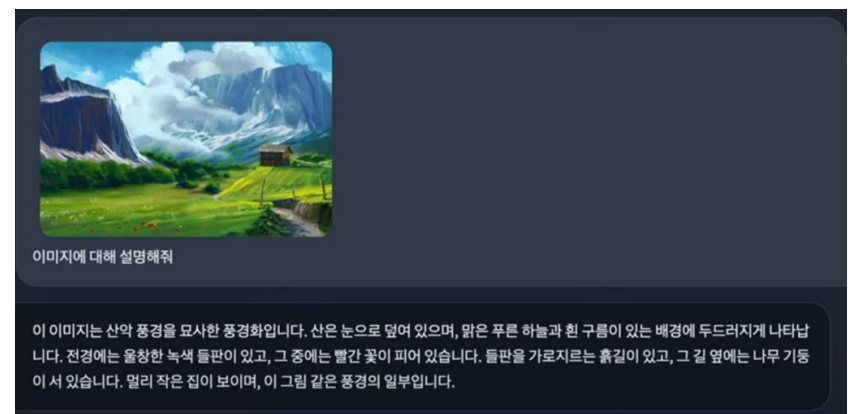 이미지에 대해 설명해줘
이 이미지는 산악 풍경을 묘사한 풍경화입니다. 산은 눈으로 덮여 있으며, 맑은 푸른 하늘과 흰 구름이 있는 배경에 두드러지게 나타납
니다. 전경에는 울창한 녹색 들판이 있고, 그 중에는 빨간 꽃이 피어 있습니다. 들판을 가로지르는 흙길이 있고, 그 길 옆에는 나무 기둥
이 서 있습니다. 멀리 작은 집이 보이며, 이 그림 같은 풍경의 일부입니다.